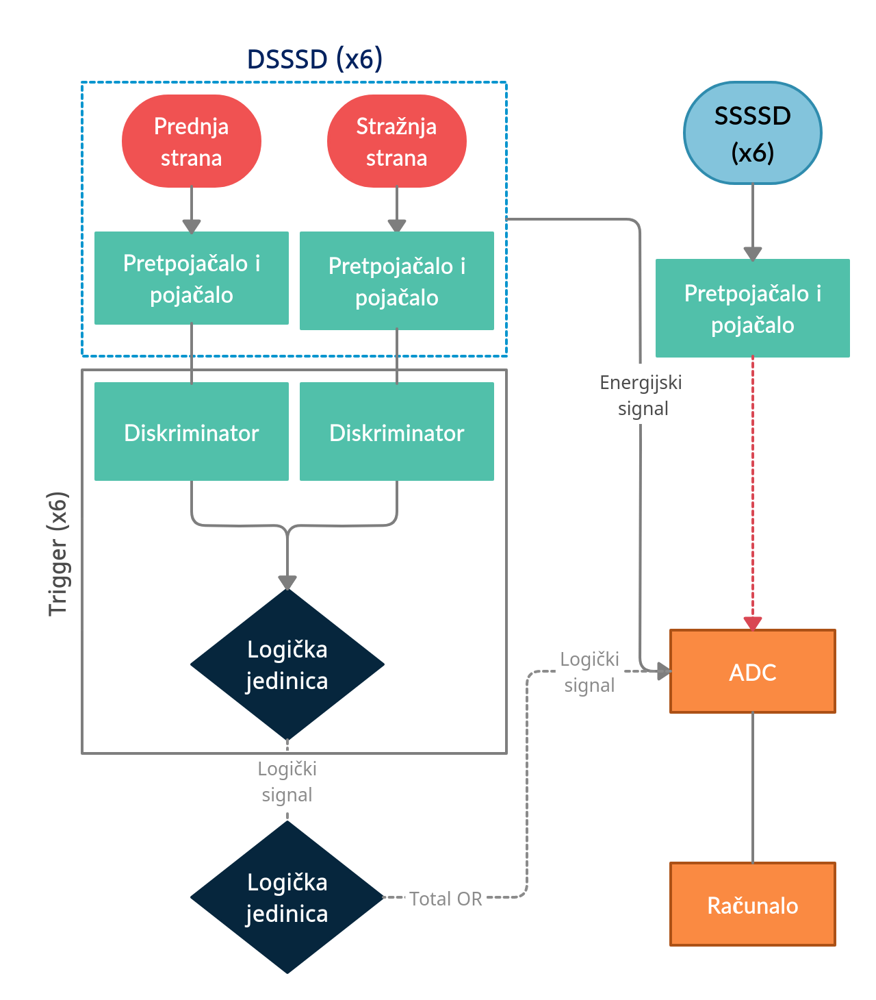 DSSSD (x6)
Prednja
strana
Stražnja
strana
SSSSD
(x6)
Pretpojačalo i
pojačalo
Pretpojačalo i
pojačalo
Pretpojačalo i
pojačalo
Energijski
signal
Diskriminator
Diskriminator
Trigger (x6)
Logička
jedinica
Logički
signal
ADC
Logički
signal
Logička
jedinica
Total OR
Računalo